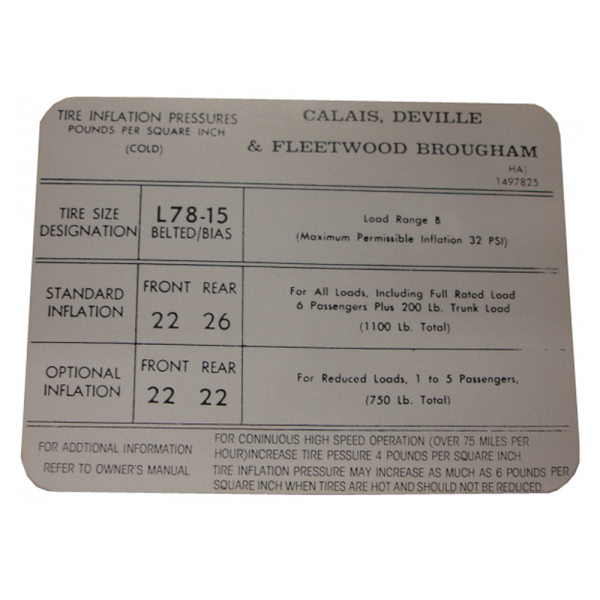 TIRE INFLATION PRESSURES
POUNDS PER SQUARE INCH
(COLD)
CALAIS, DEVILLE
& FLEETWOOD BROUGHAM
HA)
1497825
TIRE SIZE
DESIGNATION
L78-15
BELTED/BIAS
Load Range B
(Maximum Permissible Inflation 32 PSI)
STANDARD
INFLATION
FRONT REAR
22 26
For All Loads, Including Full Rated Load
6 Passengers Plus 200 Lb. Trunk Load
(1100 Lb. Total)
OPTIONAL
INFLATION
FRONT REAR
22 22
For Reduced Loads, 1 to 5 Passengers,
(750 Lb. Total)
FOR ADDTIONAL INFORMATION
REFER TO OWNER'S MANUAL
FOR CONINUOUS HIGH SPEED OPERATION (OVER 75 MILES PER
HOUR)INCREASE TIRE PESSURE 4 POUNDS PER SQUARE INCH.
TIRE INFLATION PRESSURE MAY INCREASE AS MUCH AS 6 POUNDS PER
SQUARE INCH WHEN TIRES ARE HOT AND SHOULD NOT BE REDUCED.